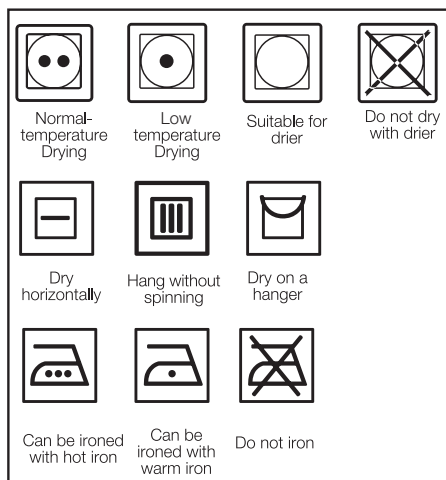 Normal-
temperature
Drying
Low
temperature
Drying
Suitable for
drier
Do not dry
with drier
Dry
horizontally
Hang without
spinning
Dry on a
hanger
Can be ironed
with hot iron
Can be
ironed with
warm iron
Do not iron